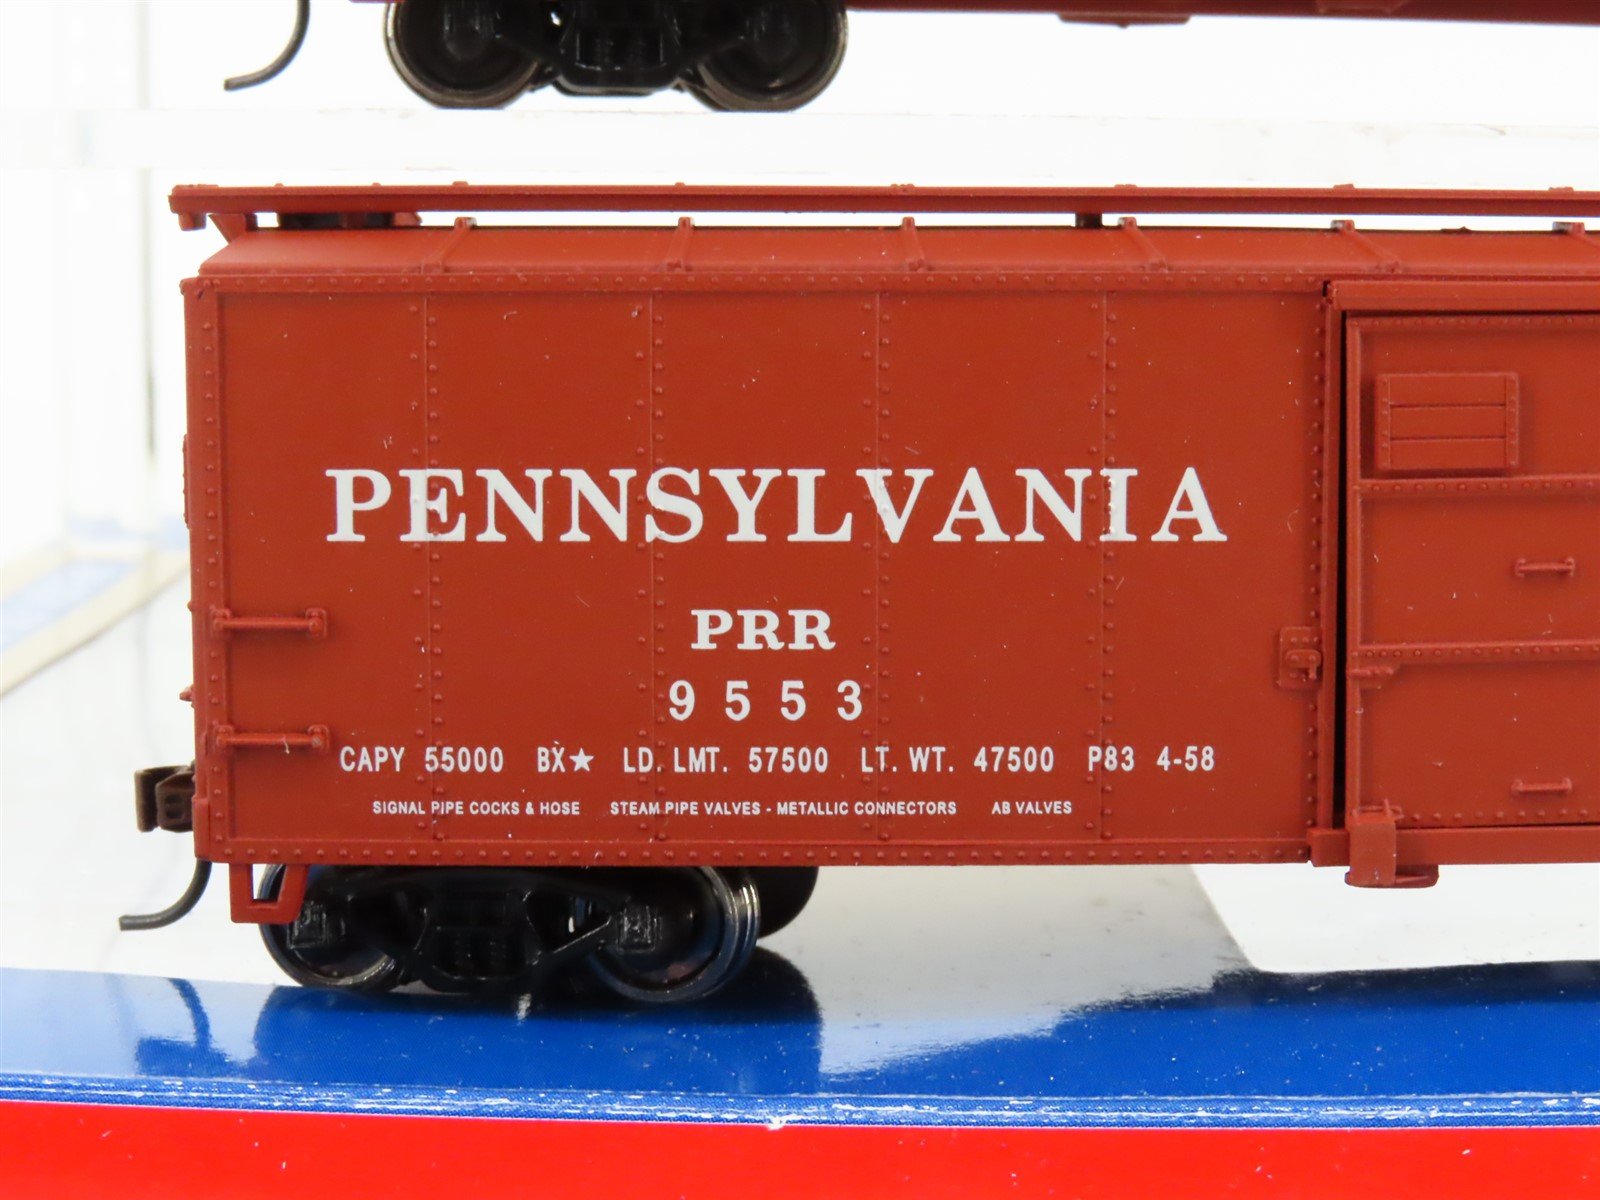 PENNSYLVANIA
PRR
9553
CAPY 55000 BX★ LD. LMT. 57500 LT. WT. 47500 P83 4-58
SIGNAL PIPE COCKS & HOSE STEAM PIPE VALVES - METALLIC CONNECTORS AB VALVES